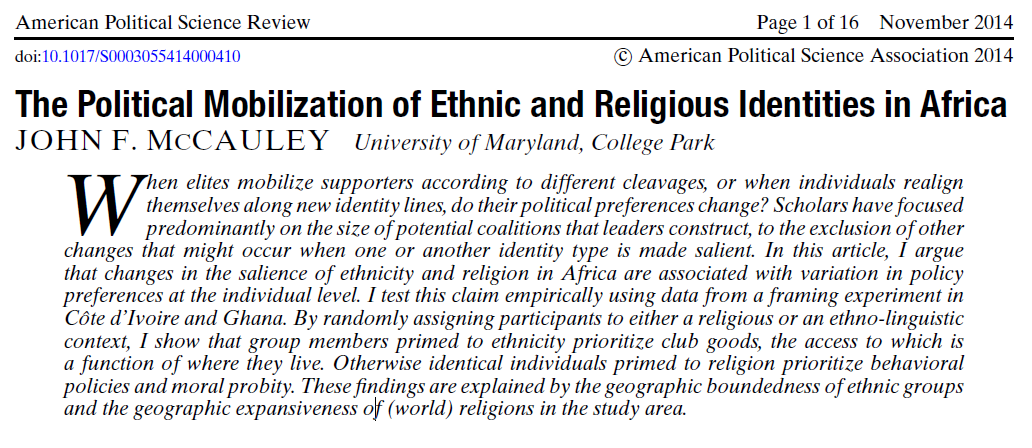 American Political Science Review Page 1 of 16 November 2014
doi:10.1017/S0003055414000410 © American Political Science Association 2014
The Political Mobilization of Ethnic and Religious Identities in Africa
JOHN F. MCCAULEY University of Maryland, College Park
When elites mobilize supporters according to different cleavages, or when individuals realign
themselves along new identity lines, do their political preferences change? Scholars have focused
predominantly on the size of potential coalitions that leaders construct, to the exclusion of other
changes that might occur when one or another identity type is made salient. In this article, I argue
that changes in the salience of ethnicity and religion in Africa are associated with variation in policy
preferences at the individual level. I test this claim empirically using data from a framing experiment in
Côte d'Ivoire and Ghana. By randomly assigning participants to either a religious or an ethno-linguistic
context, I show that group members primed to ethnicity prioritize club goods, the access to which is
a function of where they live. Otherwise identical individuals primed to religion prioritize behavioral
policies and moral probity. These findings are explained by the geographic boundedness of ethnic groups
and the geographic expansiveness of (world) religions in the study area.